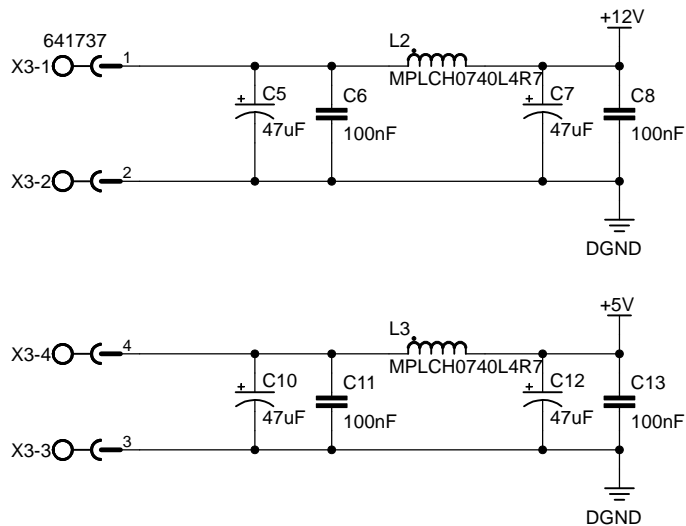 641737
X3-1
1
L2
MPLCH0740L4R7
+12V
+
C5
47uF
C6
100nF
+
C7
47uF
C8
100nF
X3-2
2
DGND
X3-4
4
L3
MPLCH0740L4R7
+5V
+
C10
47uF
C11
100nF
+
C12
47uF
C13
100nF
X3-3
3
DGND